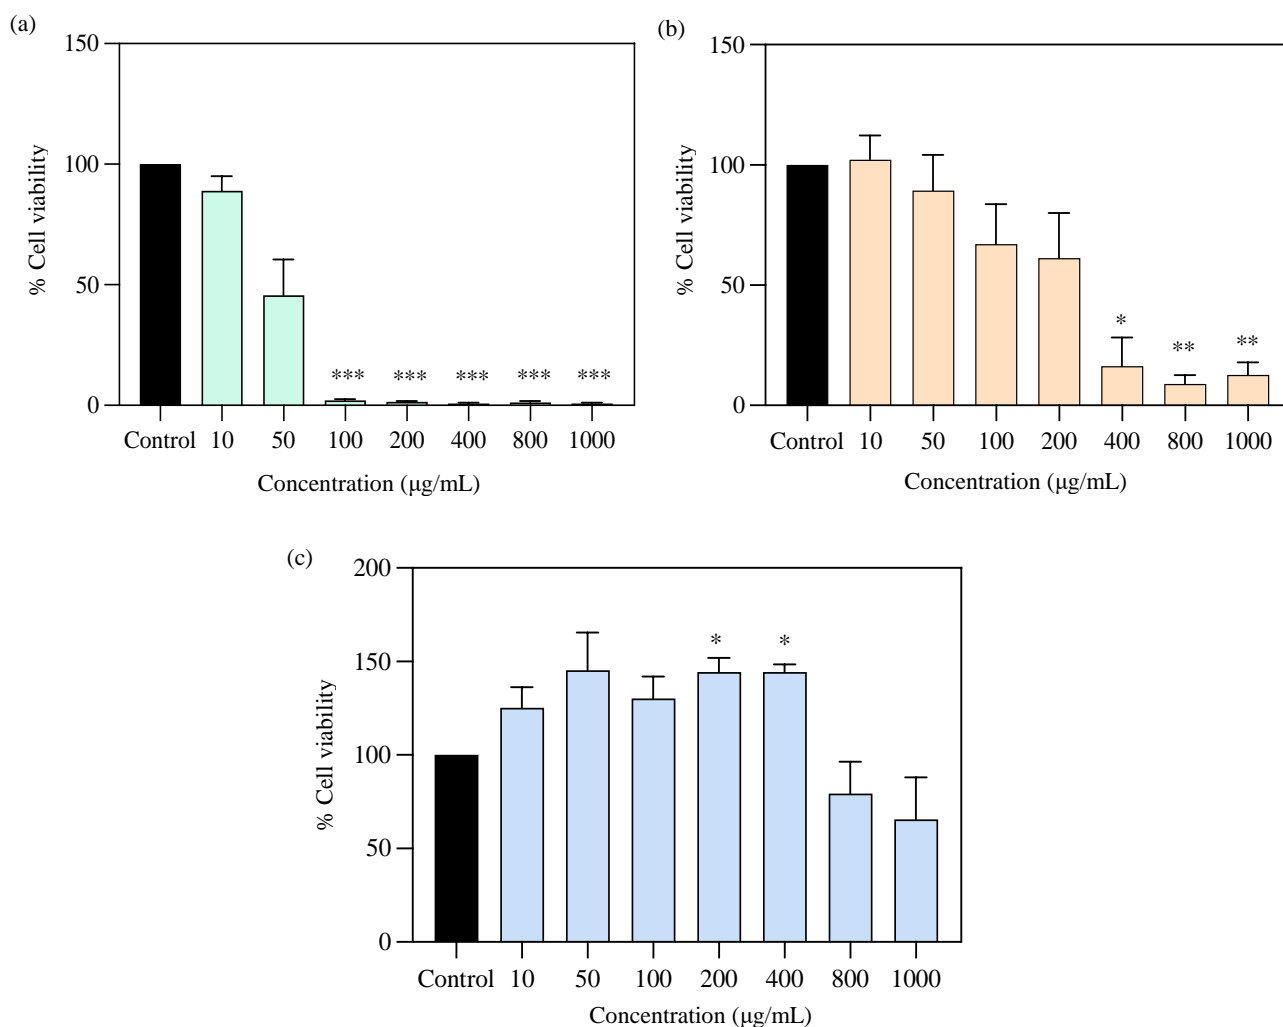 (a)
150
100
50
0
% Cell viability
*** *** *** *** ***
Control 10 50 100 200 400 800 1000
Concentration (μg/mL)
(b)
150
100
50
0
% Cell viability
* ** **
Control 10 50 100 200 400 800 1000
Concentration (μg/mL)
(c)
200
150
100
50
0
% Cell viability
* *
Control 10 50 100 200 400 800 1000
Concentration (μg/mL)